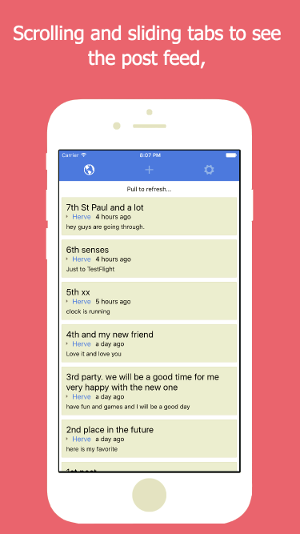 Scrolling and sliding tabs to see
the post feed,
Carrier 8:07 PM
Pull to refresh...
7th St Paul and a lot
Herve 4 hours ago
hey guys are going through.
6th senses
Herve 4 hours ago
Just to TestFlight
5th xx
Herve 5 hours ago
clock is running
4th and my new friend
Herve a day ago
Love it and love you
3rd party. we will be a good time for me
very happy with the new one
Herve a day ago
have fun and games and I will be a good day
2nd place in the future
Herve a day ago
here is my favorite
1st post